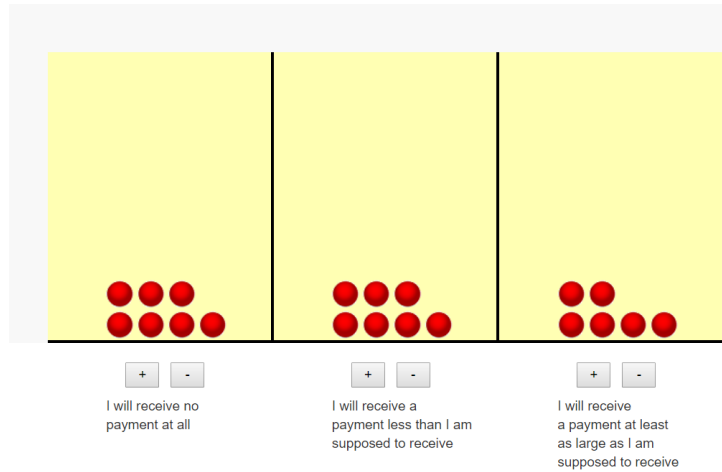 + - + - + -
I will receive no
payment at all
I will receive a
payment less than I am
supposed to receive
I will receive
a payment at least
as large as I am
supposed to receive